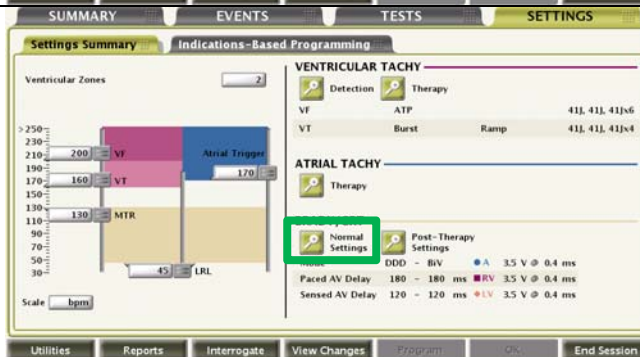 SUMMARY EVENTS TESTS SETTINGS
Settings Summary Indications-Based Programming
Ventricular Zones 2
>250
230
210
190
170
150
130
110
90
70
50
30
200 VF
160 VT
130 MTR
Atrial Trigger
170
45 LRL
Scale bpm
VENTRICULAR TACHY
Detection Therapy
VF ATP 41J, 41J, 41Jx6
VT Burst Ramp 41J, 41J, 41Jx4
ATRIAL TACHY
Therapy
Normal Settings Post-Therapy Settings
Mode DDD - BiV A 3.5 V @ 0.4 ms
Paced AV Delay 180 - 180 ms RV 3.5 V @ 0.4 ms
Sensed AV Delay 120 - 120 ms LV 3.5 V @ 0.4 ms
Utilities Reports Interrogate View Changes Program OK End Session